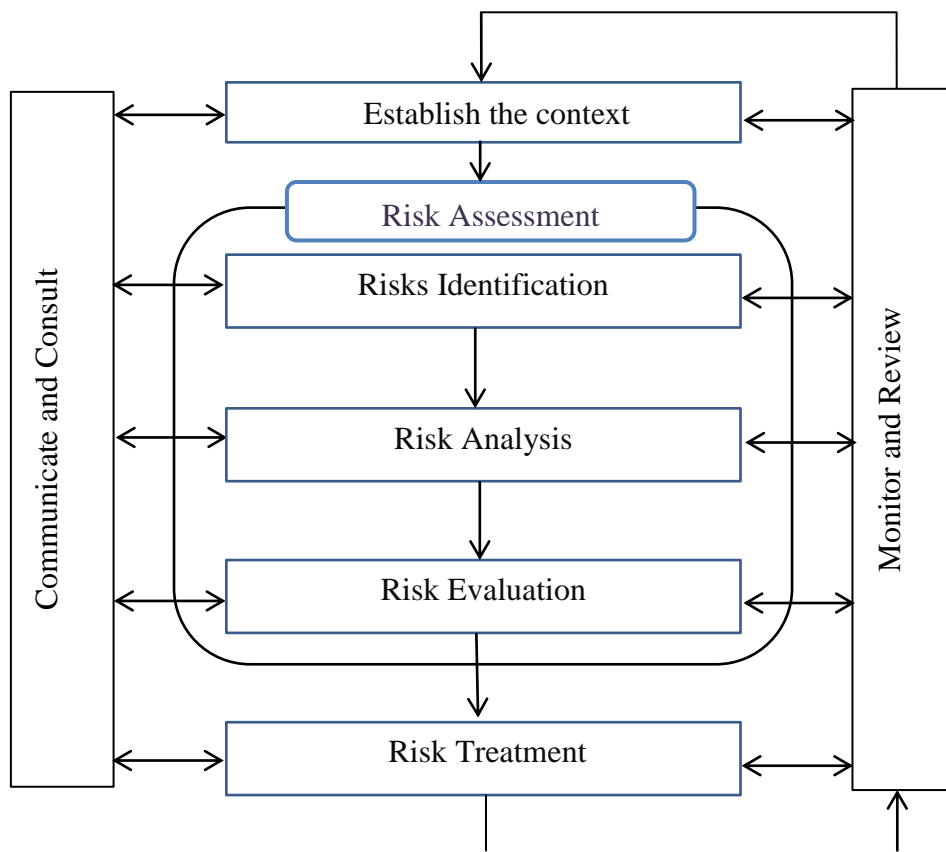 Establish the context
Risk Assessment
Risks Identification
Risk Analysis
Risk Evaluation
Risk Treatment
Communicate and Consult
Monitor and Review